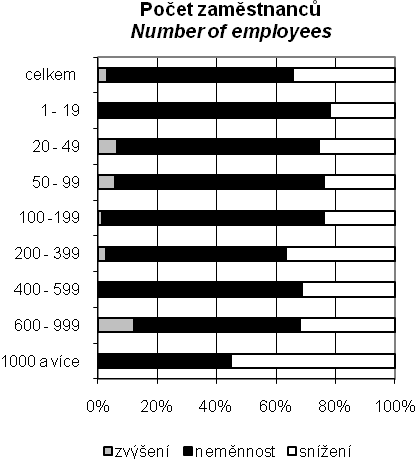 Počet zaměstnanců
Number of employees
celkem
1 - 19
20 - 49
50 - 99
100 -199
200 - 399
400 - 599
600 - 999
1000 a více
0% 20% 40% 60% 80% 100%
zvýšení neměnnost snížení